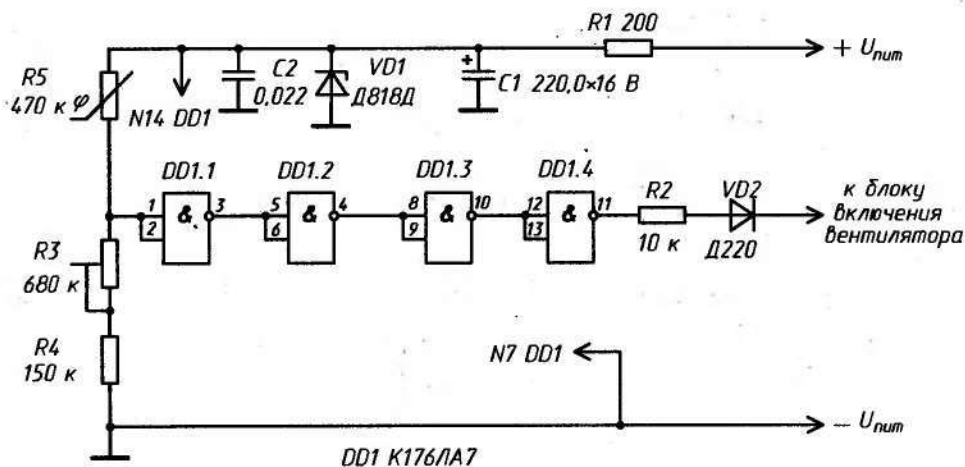 R1 200
+ Uпит
R5
470 к φ
N14 DD1
C2
0,022
VD1
Д818Д
+
C1 220,0×16 В
DD1.1
DD1.2
DD1.3
DD1.4
R2
10 к
VD2
Д220
к блоку
включения
вентилятора
1
2
&
3
5
6
&
4
8
9
&
10
12
13
&
11
R3
680 к
R4
150 к
N7 DD1
− Uпит
DD1 К176ЛА7